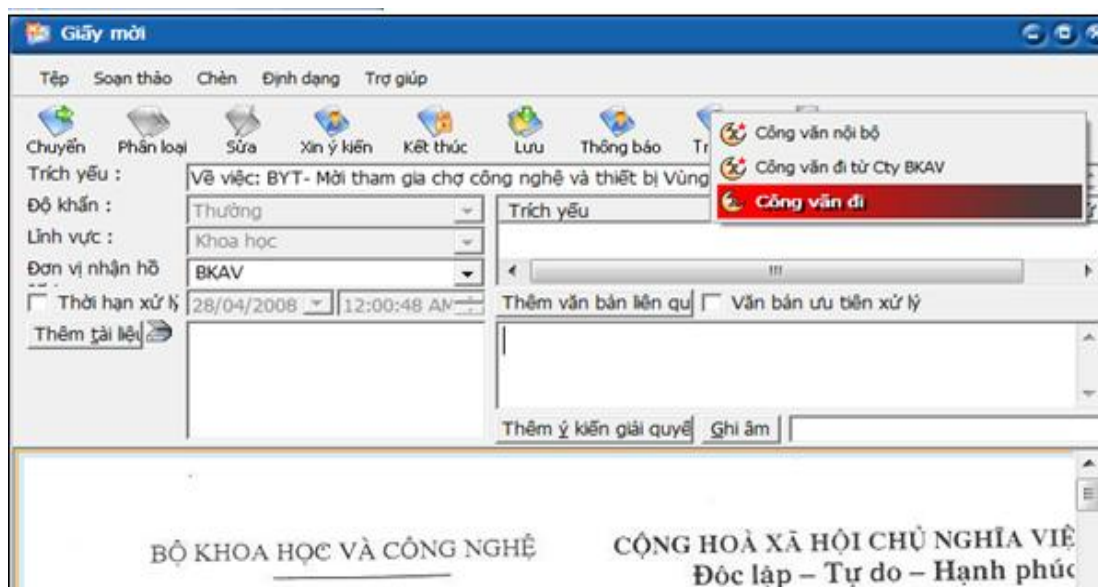 Giấy mời
Tệp Soạn thảo Chèn Định dạng Trợ giúp
Chuyển Phân loại Sửa Xin ý kiến Kết thúc Lưu Thông báo
Công văn nội bộ
Công văn đi từ Cty BKAV
Công văn đi
Trích yếu : Về việc: BYT- Mời tham gia chợ công nghệ và thiết bị Vùng
Độ khẩn : Thường Trích yếu
Lĩnh vực : Khoa học
Đơn vị nhận hồ BKAV
Thời hạn xử lý 28/04/2008 12:00:48 AM Thêm văn bản liên qu Văn bản ưu tiên xử lý
Thêm tài liệu
Thêm ý kiến giải quyế Ghi âm
BỘ KHOA HỌC VÀ CÔNG NGHỆ CỘNG HOÀ XÃ HỘI CHỦ NGHĨA VIỆ
Độc lập – Tự do – Hạnh phúc